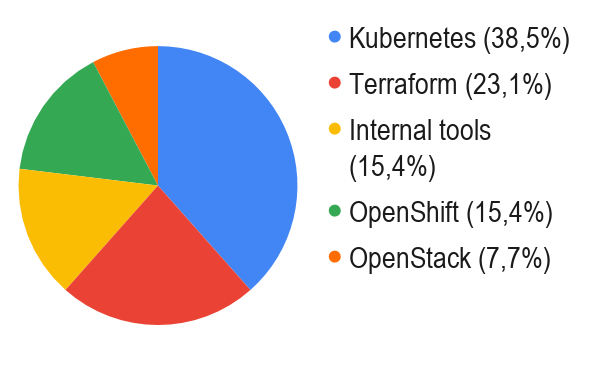 Kubernetes (38,5%)
Terraform (23,1%)
Internal tools
(15,4%)
OpenShift (15,4%)
OpenStack (7,7%)